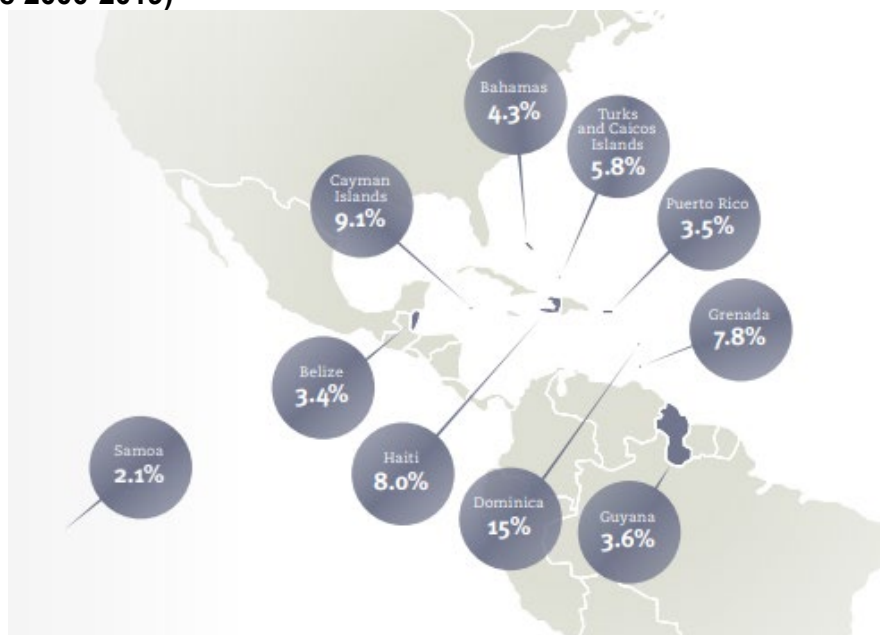 Bahamas
4.3%
Turks
and Caicos
Islands
5.8%
Cayman
Islands
9.1%
Puerto Rico
3.5%
Grenada
7.8%
Belize
3.4%
Samoa
2.1%
Haiti
8.0%
Dominica
15%
Guyana
3.6%